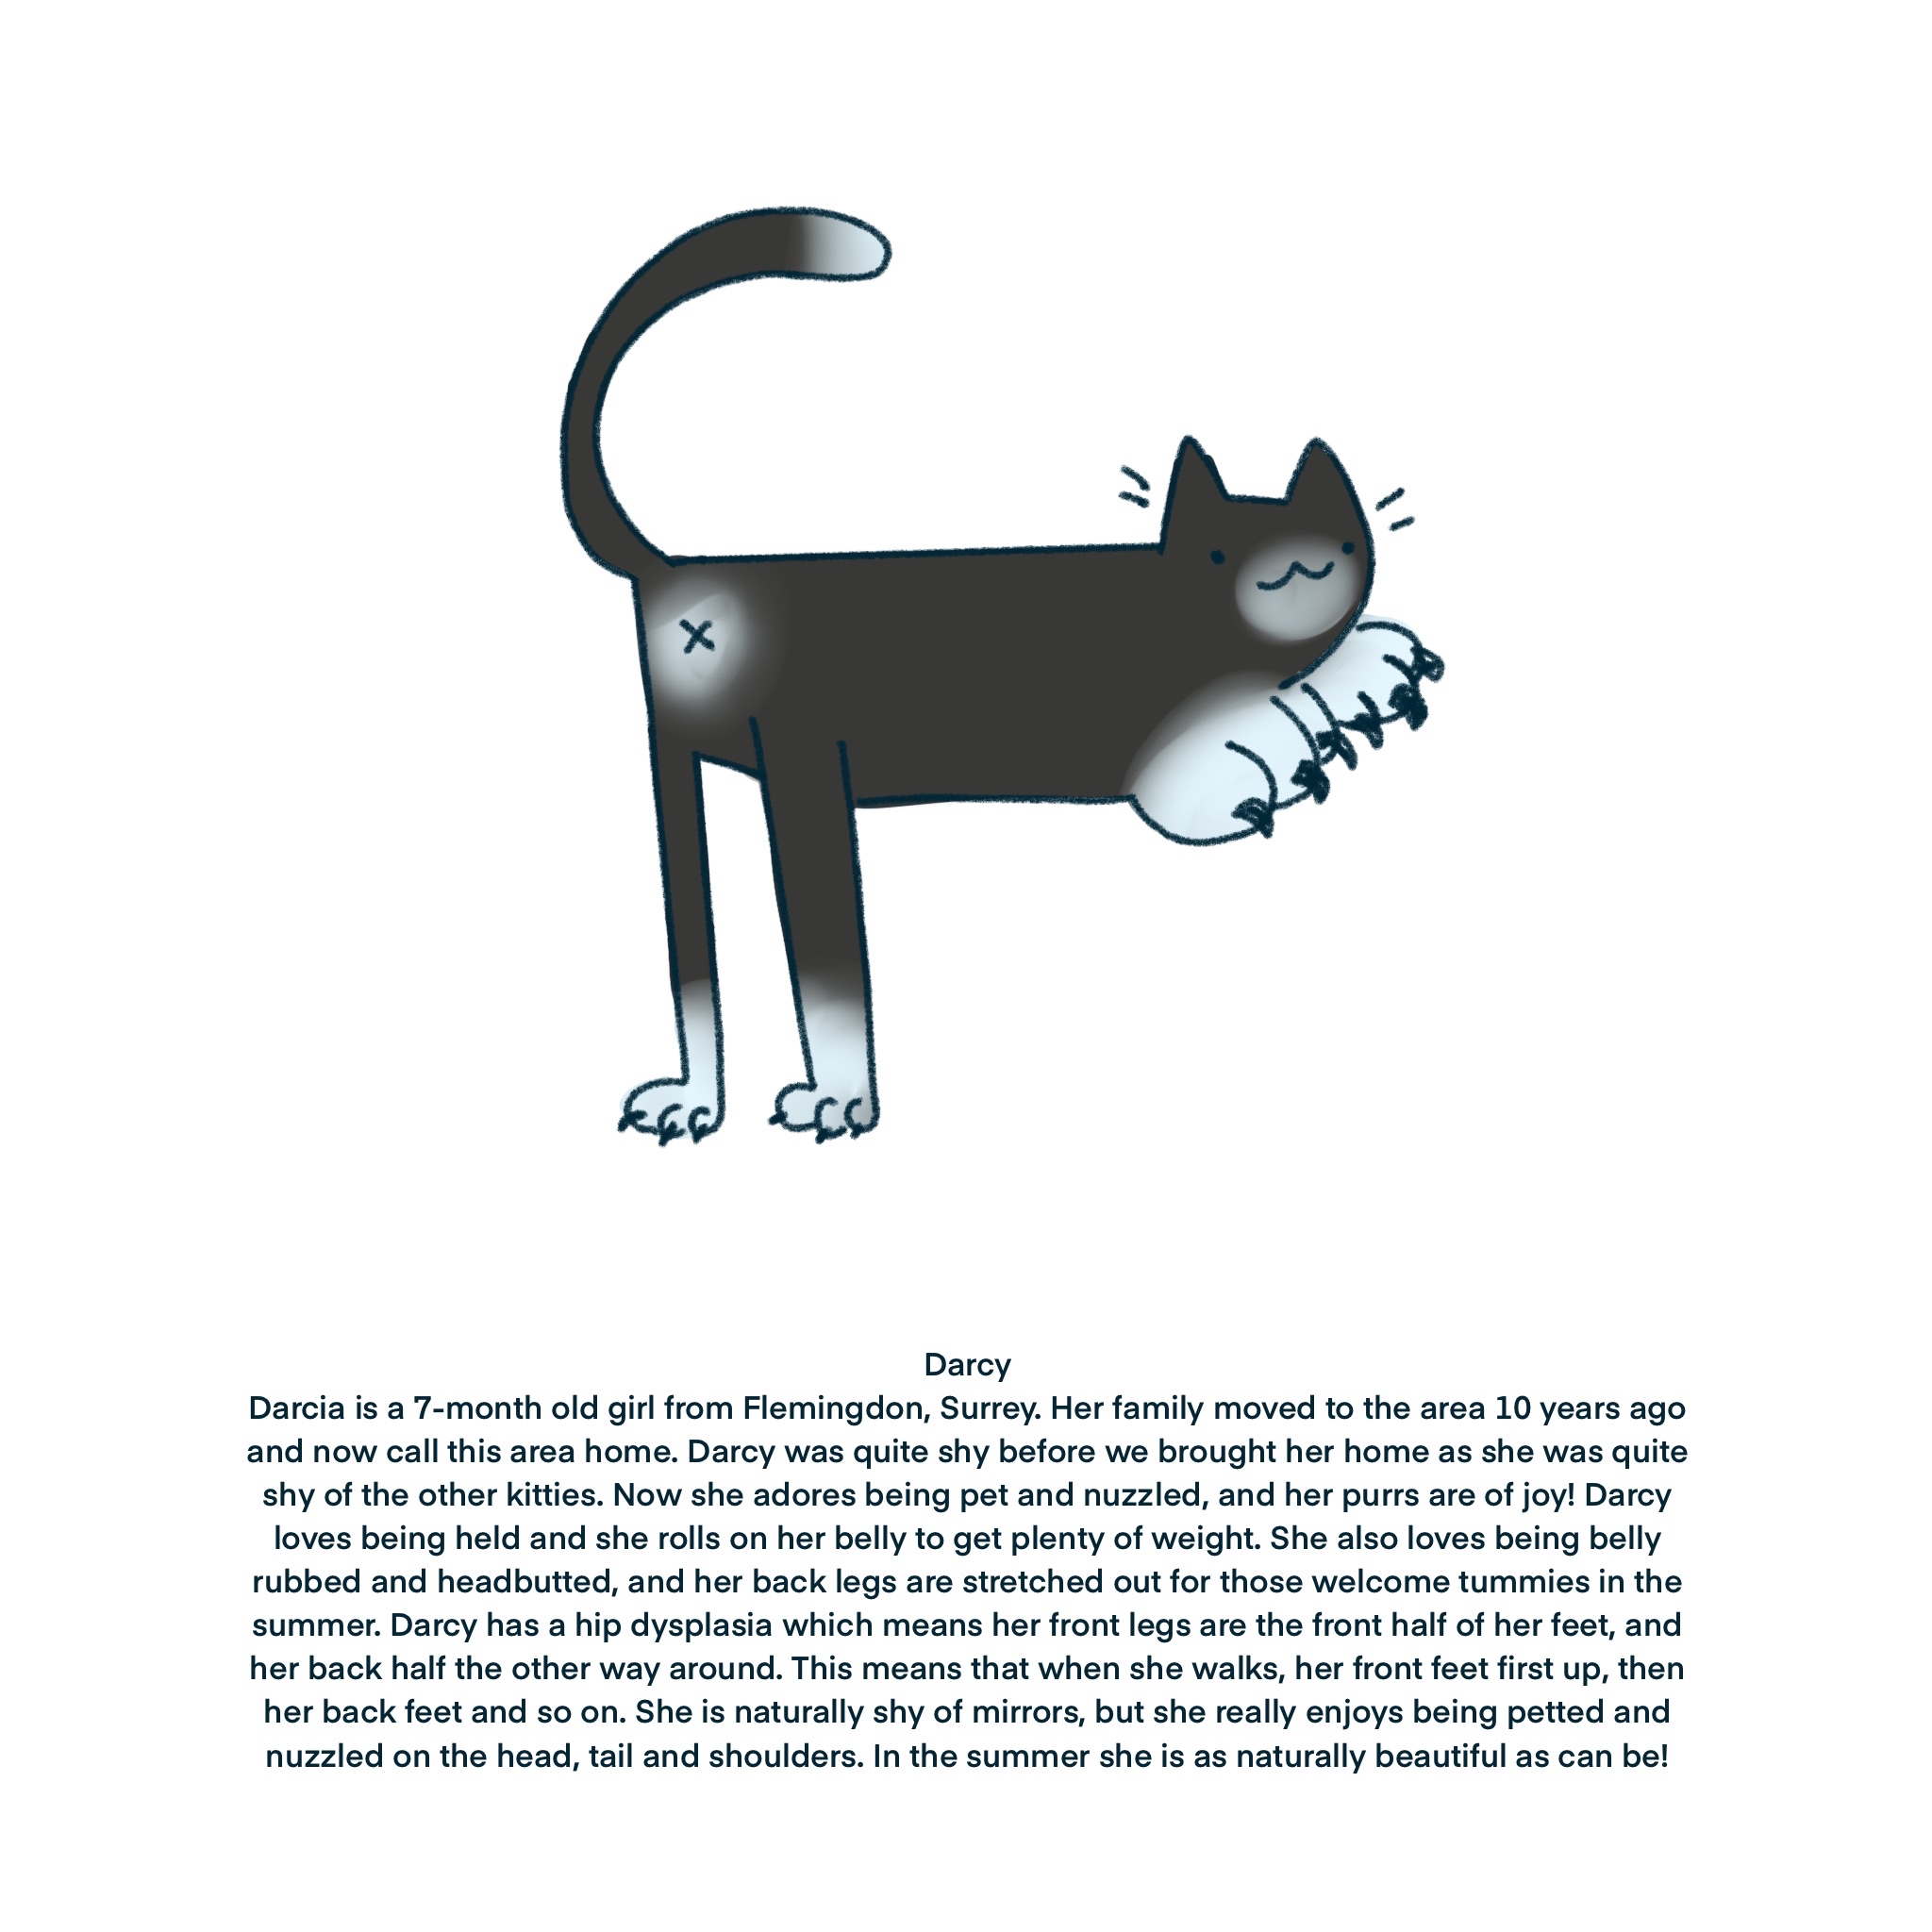 Darcy
Darcia is a 7-month old girl from Flemingdon, Surrey. Her family moved to the area 10 years ago
and now call this area home. Darcy was quite shy before we brought her home as she was quite
shy of the other kitties. Now she adores being pet and nuzzled, and her purrs are of joy! Darcy
loves being held and she rolls on her belly to get plenty of weight. She also loves being belly
rubbed and headbutted, and her back legs are stretched out for those welcome tummies in the
summer. Darcy has a hip dysplasia which means her front legs are the front half of her feet, and
her back half the other way around. This means that when she walks, her front feet first up, then
her back feet and so on. She is naturally shy of mirrors, but she really enjoys being petted and
nuzzled on the head, tail and shoulders. In the summer she is as naturally beautiful as can be!